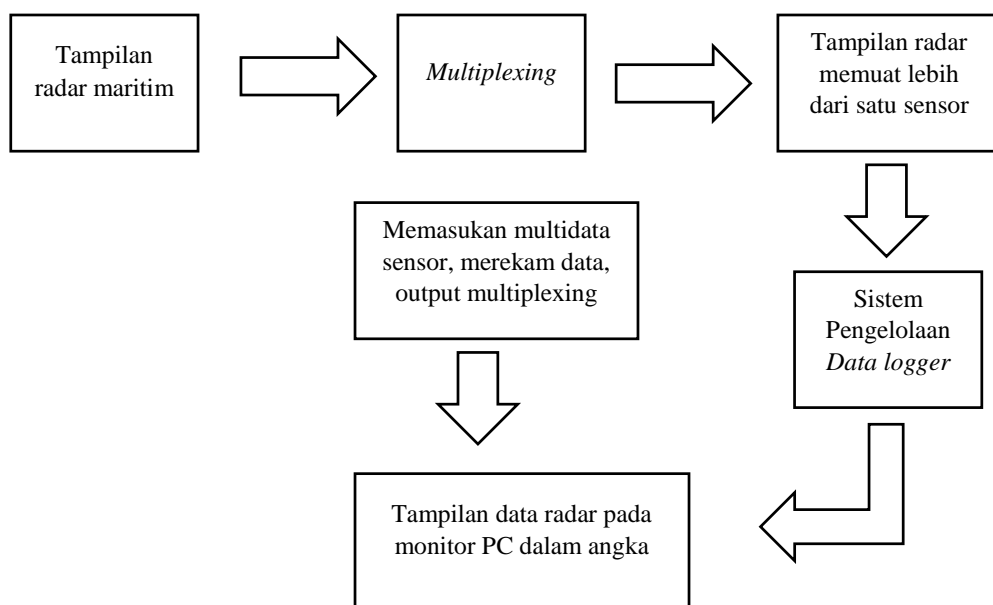 Tampilan
radar maritim
Multiplexing
Tampilan radar
memuat lebih
dari satu sensor
Memasukan multidata
sensor, merekam data,
output multiplexing
Sistem
Pengelolaan
Data logger
Tampilan data radar pada
monitor PC dalam angka